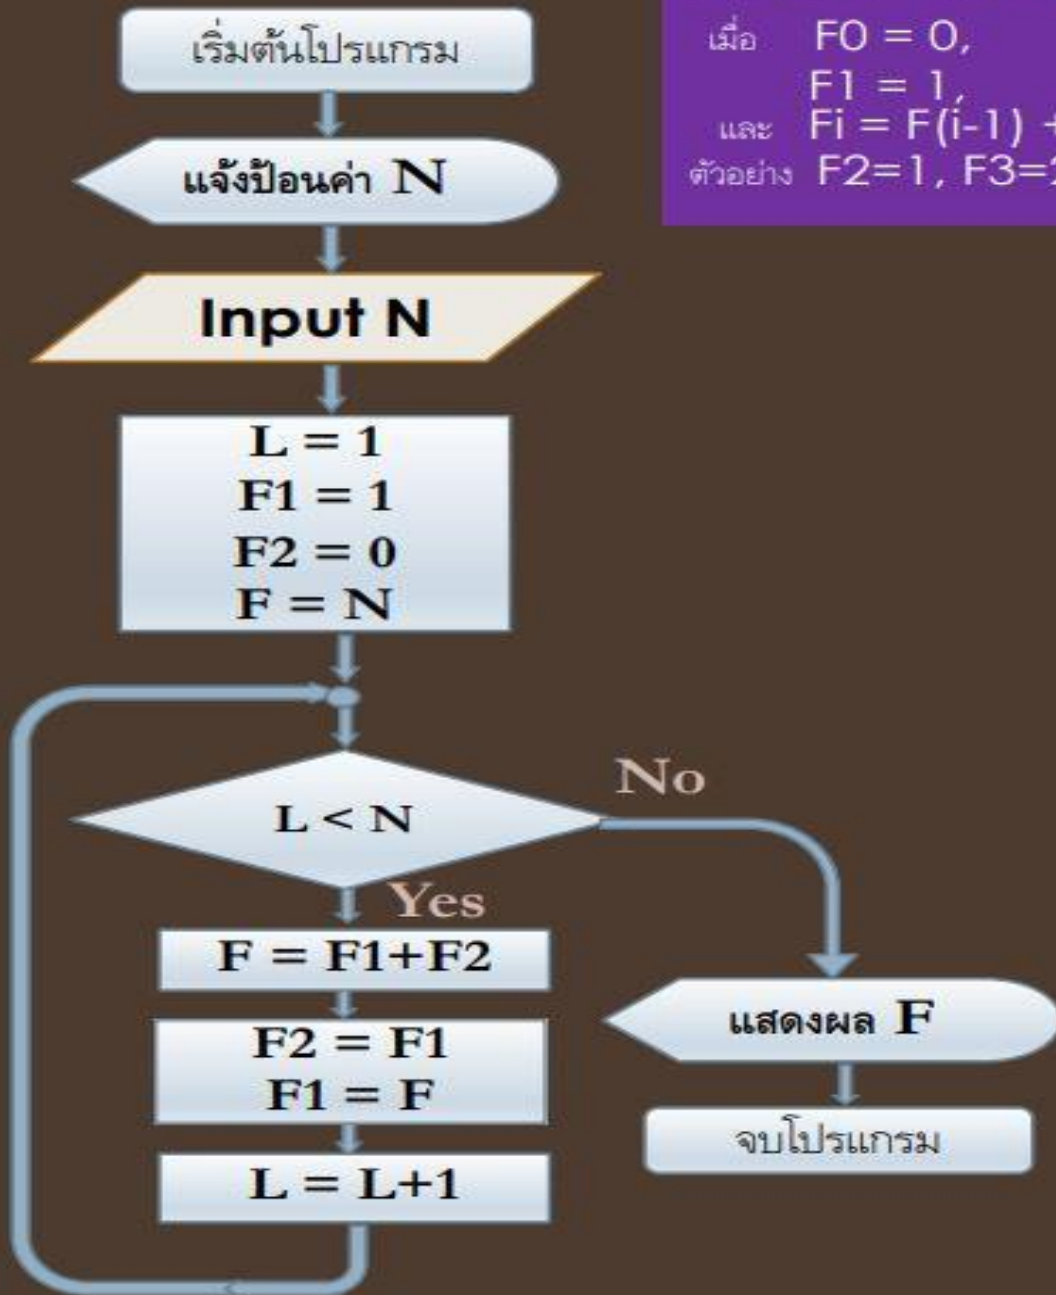 เริ่มต้นโปรแกรม
เมื่อ F0 = 0,
F1 = 1,
และ Fi = F(i-1) +
ตัวอย่าง F2=1, F3=2
แจ้งป้อนค่า N
Input N
L = 1
F1 = 1
F2 = 0
F = N
L < N
No
Yes
F = F1+F2
F2 = F1
F1 = F
L = L+1
แสดงผล F
จบโปรแกรม